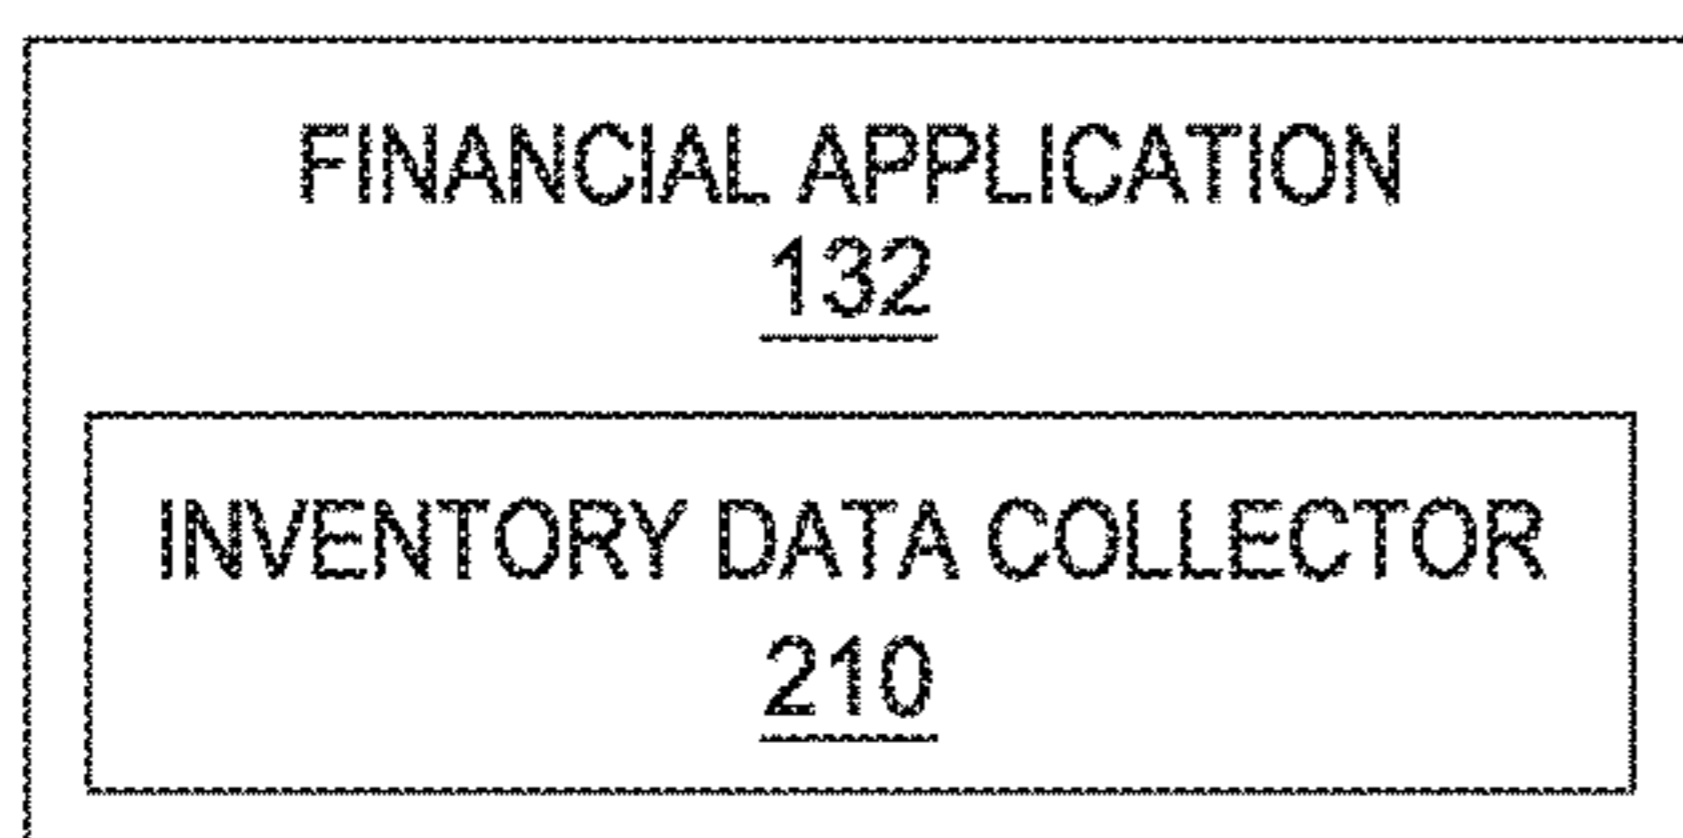 FINANCIAL APPLICATION
132
INVENTORY DATA COLLECTOR
210